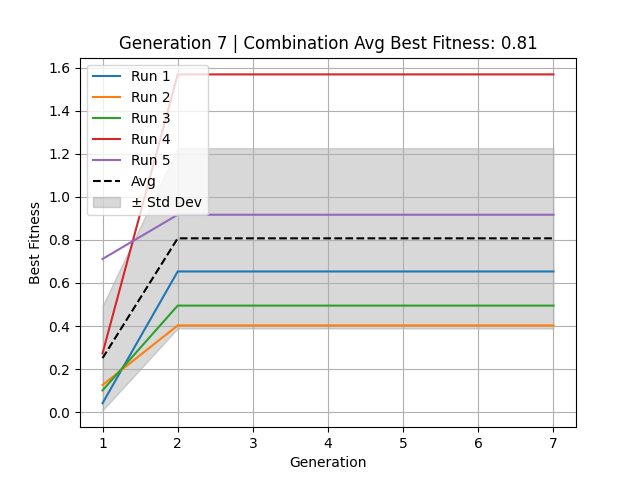 Generation 7 | Combination Avg Best Fitness: 0.81
Run 1
Run 2
Run 3
Run 4
Run 5
Avg
± Std Dev
Best Fitness
1.6
1.4
1.2
1.0
0.8
0.6
0.4
0.2
0.0
1 2 3 4 5 6 7
Generation